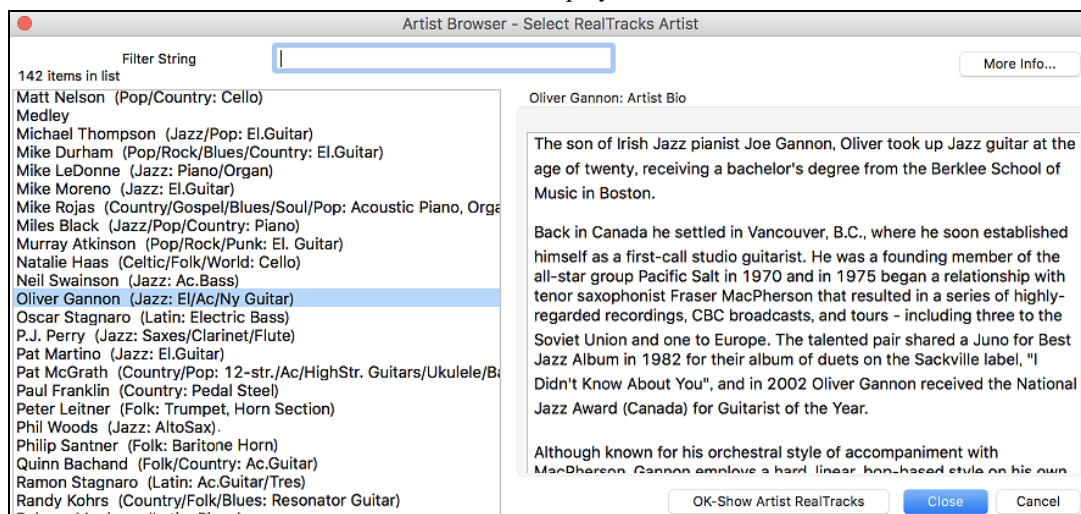 Artist Browser - Select RealTracks Artist
Filter String
142 items in list
More Info...
Matt Nelson (Pop/Country: Cello)
Medley
Michael Thompson (Jazz/Pop: El.Guitar)
Mike Durham (Pop/Rock/Blues/Country: El.Guitar)
Mike LeDonne (Jazz: Piano/Organ)
Mike Moreno (Jazz: El.Guitar)
Mike Rojas (Country/Gospel/Blues/Soul/Pop: Acoustic Piano, Orga
Miles Black (Jazz/Pop/Country: Piano)
Murray Atkinson (Pop/Rock/Punk: El. Guitar)
Natalie Haas (Celtic/Folk/World: Cello)
Neil Swainson (Jazz: Ac.Bass)
Oliver Gannon (Jazz: El/Ac/Ny Guitar)
Oscar Stagnaro (Latin: Electric Bass)
P.J. Perry (Jazz: Saxes/Clarinet/Flute)
Pat Martino (Jazz: El.Guitar)
Pat McGrath (Country/Pop: 12-str./Ac/HighStr. Guitars/Ukulele/Ba
Paul Franklin (Country: Pedal Steel)
Peter Leitner (Folk: Trumpet, Horn Section)
Phil Woods (Jazz: AltoSax).
Philip Santner (Folk: Baritone Horn)
Quinn Bachand (Folk/Country: Ac.Guitar)
Ramon Stagnaro (Latin: Ac.Guitar/Tres)
Randy Kohrs (Country/Folk/Blues: Resonator Guitar)
Oliver Gannon: Artist Bio
The son of Irish Jazz pianist Joe Gannon, Oliver took up Jazz guitar at the
age of twenty, receiving a bachelor's degree from the Berklee School of
Music in Boston.
Back in Canada he settled in Vancouver, B.C., where he soon established
himself as a first-call studio guitarist. He was a founding member of the
all-star group Pacific Salt in 1970 and in 1975 began a relationship with
tenor saxophonist Fraser MacPherson that resulted in a series of highly-
regarded recordings, CBC broadcasts, and tours - including three to the
Soviet Union and one to Europe. The talented pair shared a Juno for Best
Jazz Album in 1982 for their album of duets on the Sackville label, "I
Didn't Know About You", and in 2002 Oliver Gannon received the National
Jazz Award (Canada) for Guitarist of the Year.
Although known for his orchestral style of accompaniment with
MacPherson, Gannon employs a hard, linear, bop-based style on his own
OK-Show Artist RealTracks
Close
Cancel